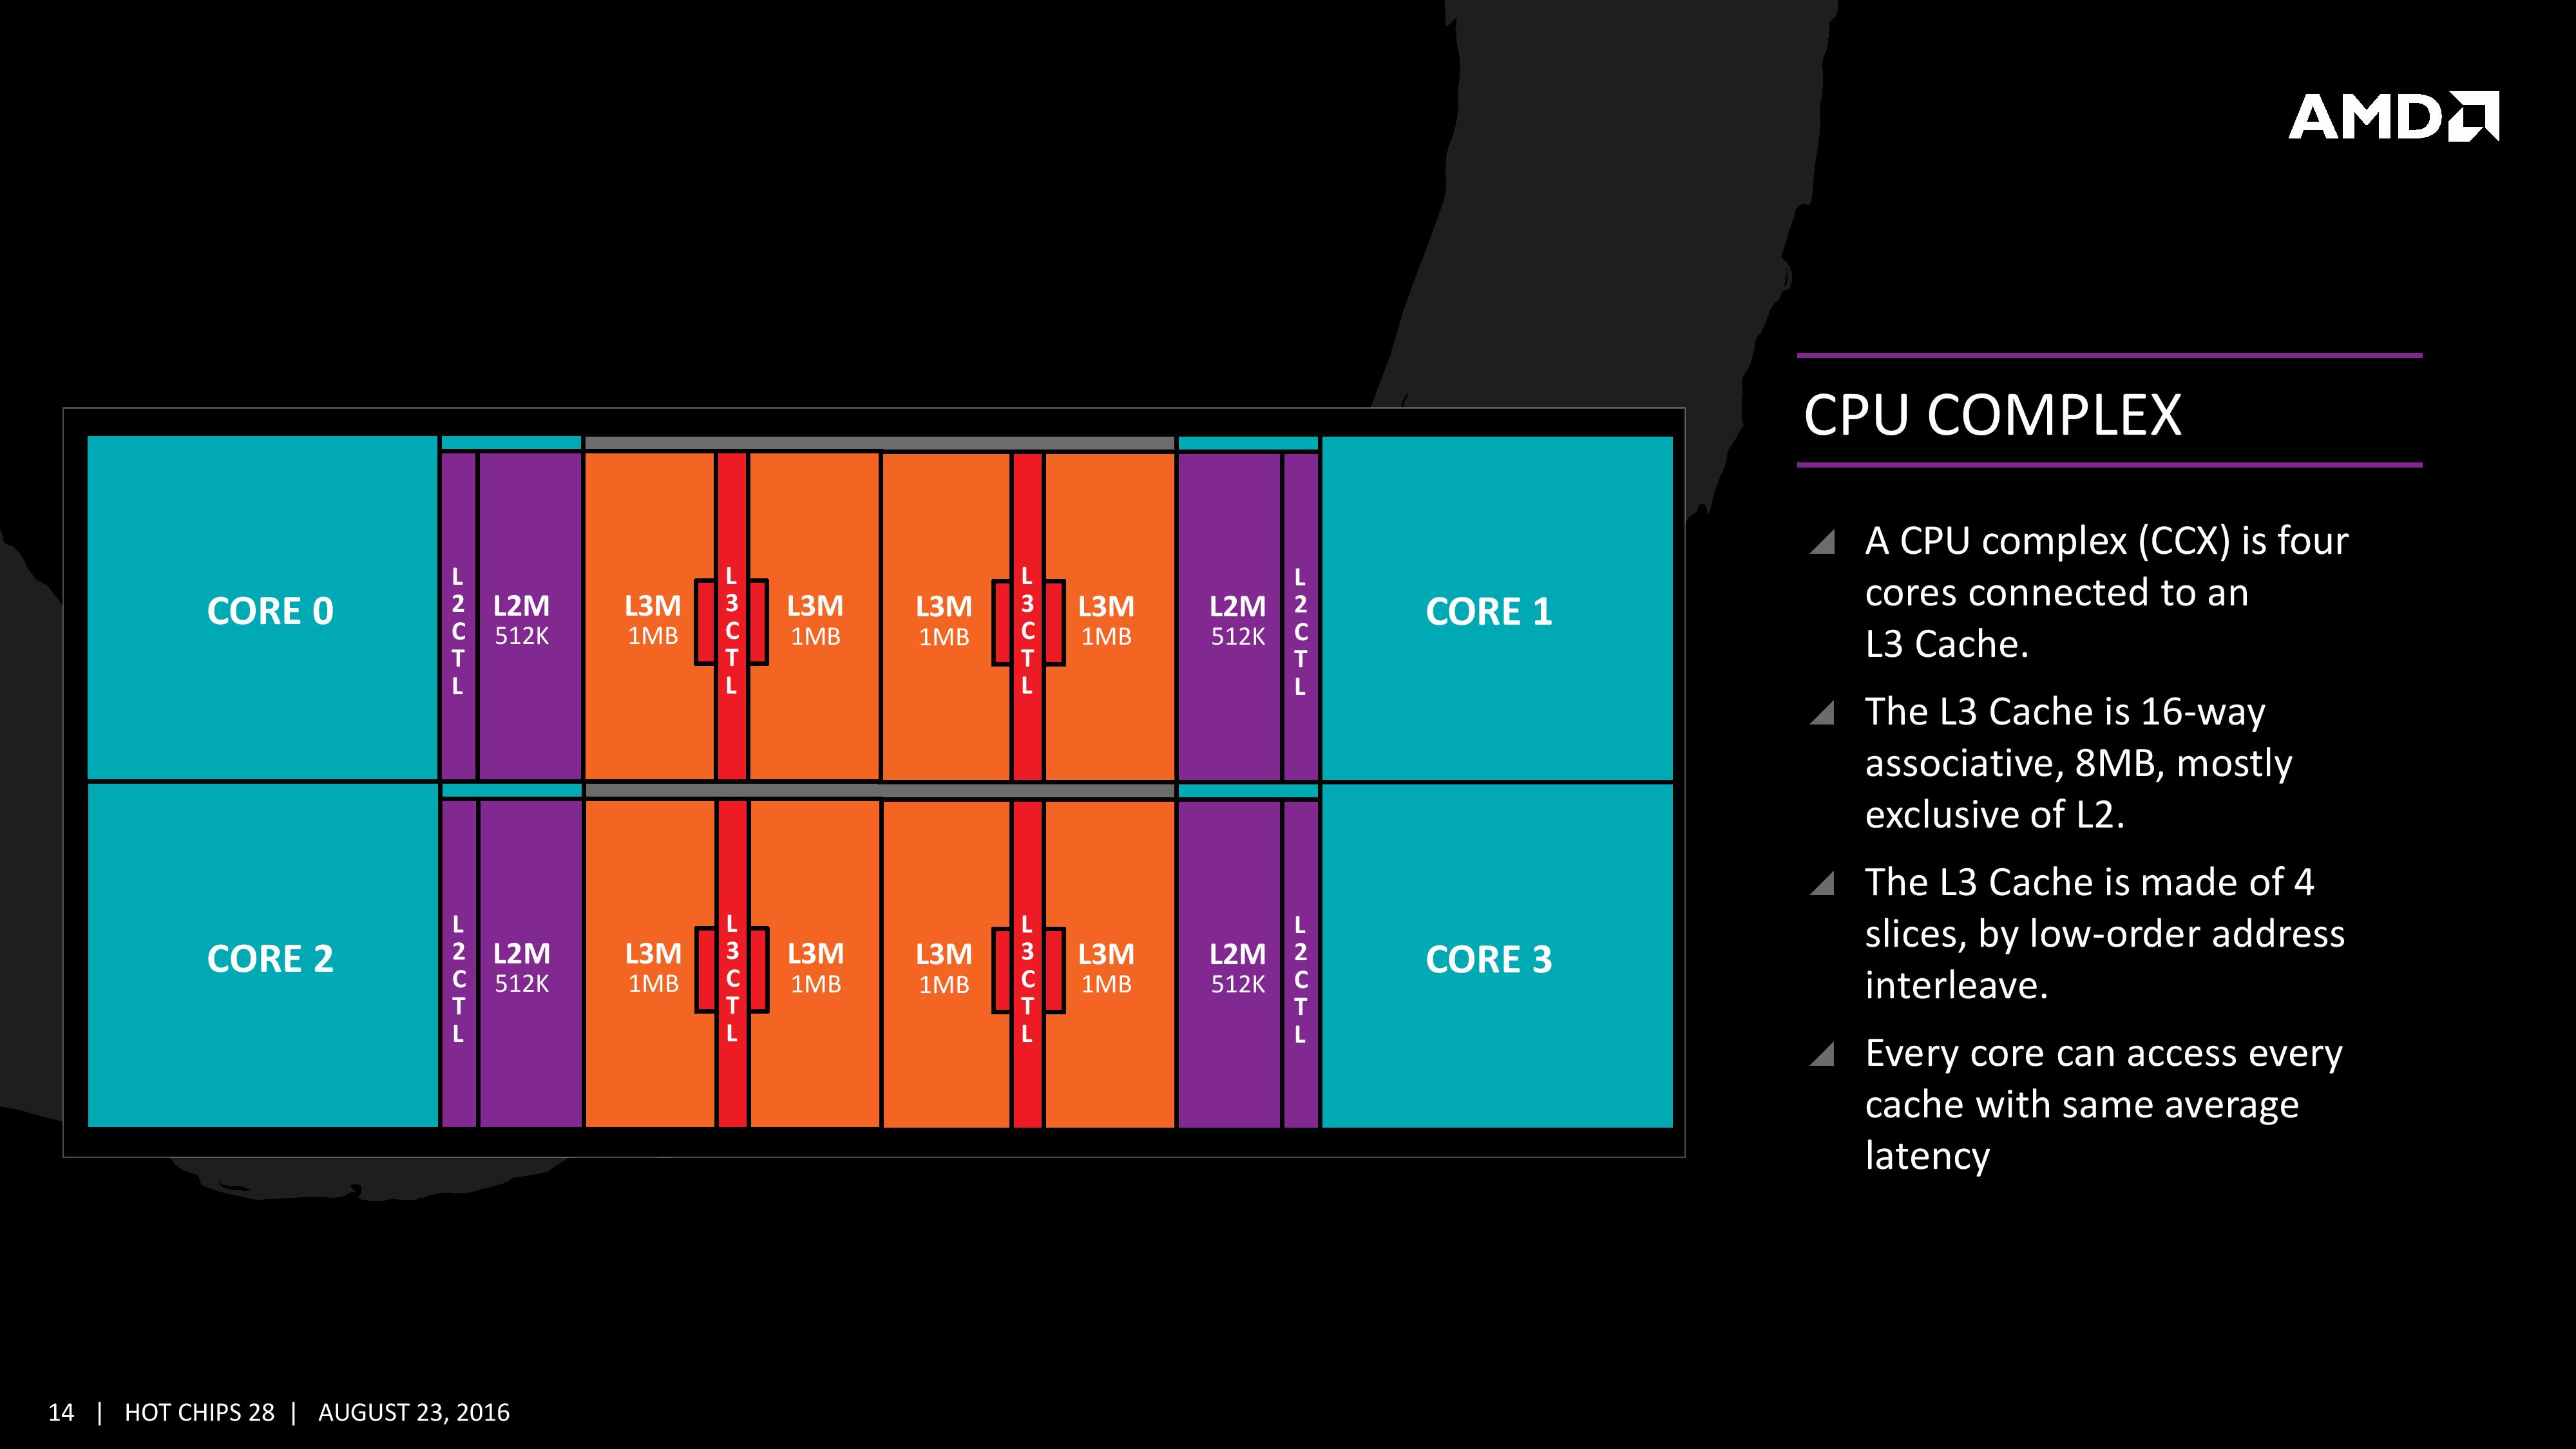 AMD
CPU COMPLEX
A CPU complex (CCX) is four
cores connected to an
L3 Cache.
The L3 Cache is 16-way
associative, 8MB, mostly
exclusive of L2.
The L3 Cache is made of 4
slices, by low-order address
interleave.
Every core can access every
cache with same average
latency
CORE 0
L2CTL
L2M
512K
L3M
1MB
L3CTL
L3M
1MB
L3M
1MB
L3CTL
L3M
1MB
L2M
512K
L2CTL
CORE 1
CORE 2
L2CTL
L2M
512K
L3M
1MB
L3CTL
L3M
1MB
L3M
1MB
L3CTL
L3M
1MB
L2M
512K
L2CTL
CORE 3
14 | HOT CHIPS 28 | AUGUST 23, 2016